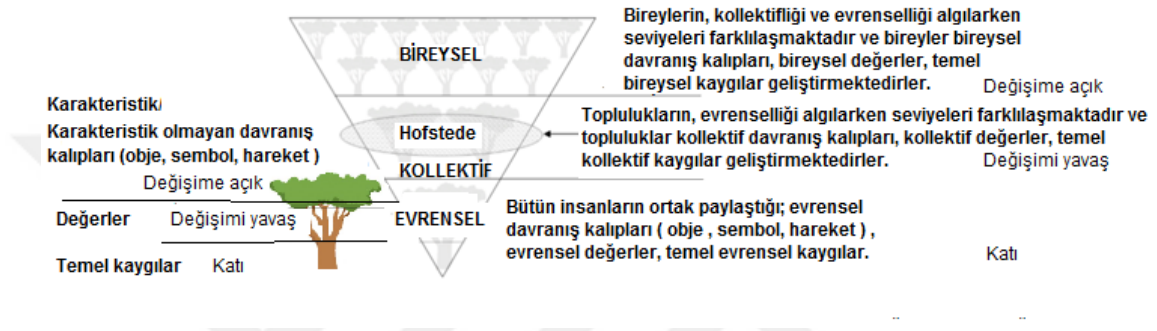 Bireylerin, kollektifliği ve evrenselliği algılarken
seviyeleri farklılaşmaktadır ve bireyler bireysel
davranış kalıpları, bireysel değerler, temel
bireysel kaygılar geliştirmektedirler. Değişime açık
BİREYSEL
Karakteristik/
Karakteristik olmayan davranış
kalıpları (obje, sembol, hareket )
Değişime açık
Hofstede
KOLLEKTİF
Toplulukların, evrenselliği algılarken seviyeleri farklılaşmaktadır ve
topluluklar kollektif davranış kalıpları, kollektif değerler, temel
kollektif kaygılar geliştirmektedirler. Değişimi yavaş
Değerler Değişimi yavaş
EVRENSEL
Bütün insanların ortak paylaştığı; evrensel
davranış kalıpları ( obje , sembol, hareket ) ,
evrensel değerler, temel evrensel kaygılar. Katı
Temel kaygılar Katı